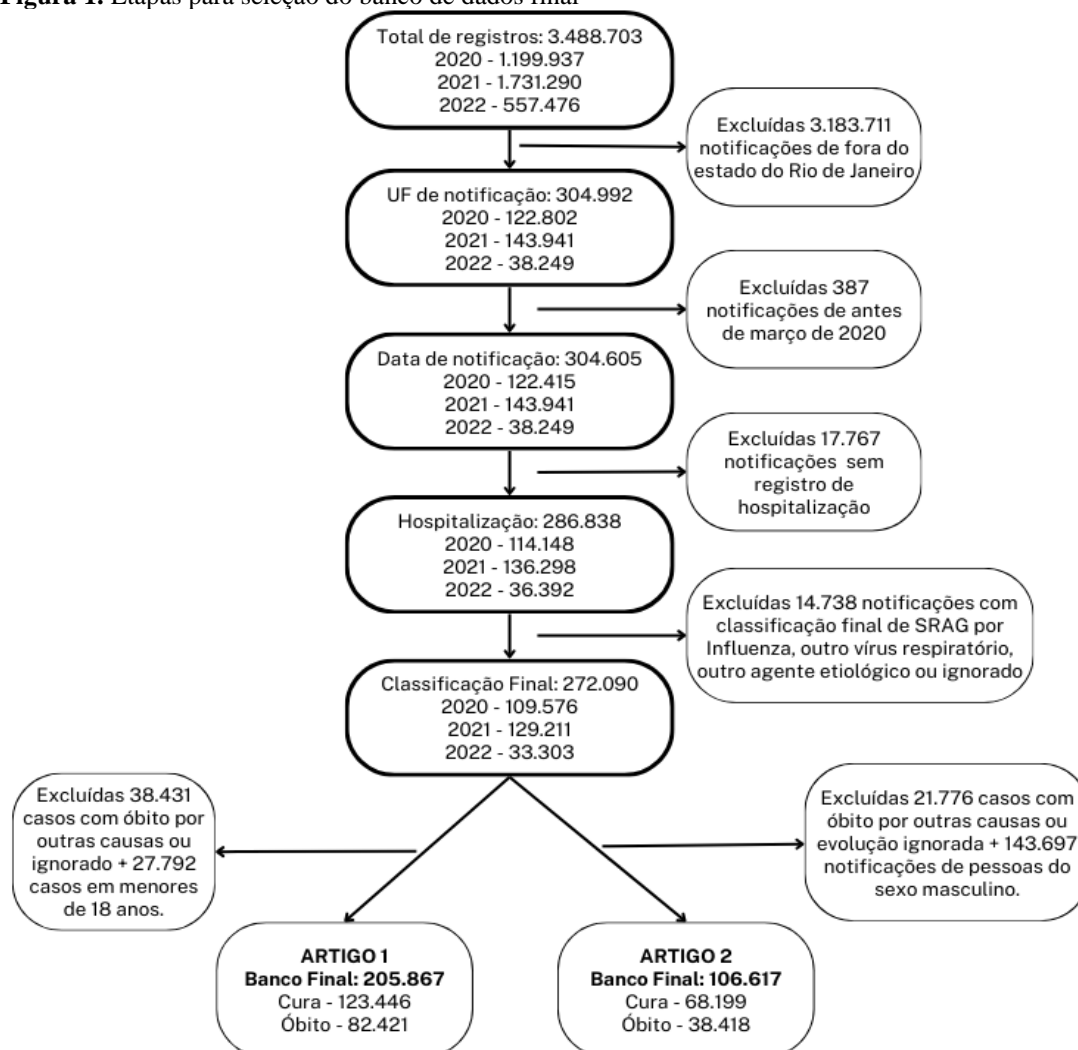 Figura 1. Etapas para seleção do banco de dados final
Total de registros: 3.488.703
2020 - 1.199.937
2021 - 1.731.290
2022 - 557.476
Excluídas 3.183.711
notificações de fora do
estado do Rio de Janeiro
UF de notificação: 304.992
2020 - 122.802
2021 - 143.941
2022 - 38.249
Excluídas 387
notificações de antes
de março de 2020
Data de notificação: 304.605
2020 - 122.415
2021 - 143.941
2022 - 38.249
Excluídas 17.767
notificações sem
registro de
hospitalização
Hospitalização: 286.838
2020 - 114.148
2021 - 136.298
2022 - 36.392
Excluídas 14.738 notificações com
classificação final de SRAG por
Influenza, outro vírus respiratório,
outro agente etiológico ou ignorado
Classificação Final: 272.090
2020 - 109.576
2021 - 129.211
2022 - 33.303
Excluídas 38.431
casos com óbito por
outras causas ou
ignorado + 27.792
casos em menores
de 18 anos.
Excluídas 21.776 casos com
óbito por outras causas ou
evolução ignorada + 143.697
notificações de pessoas do
sexo masculino.
ARTIGO 1
Banco Final: 205.867
Cura - 123.446
Óbito - 82.421
ARTIGO 2
Banco Final: 106.617
Cura - 68.199
Óbito - 38.418